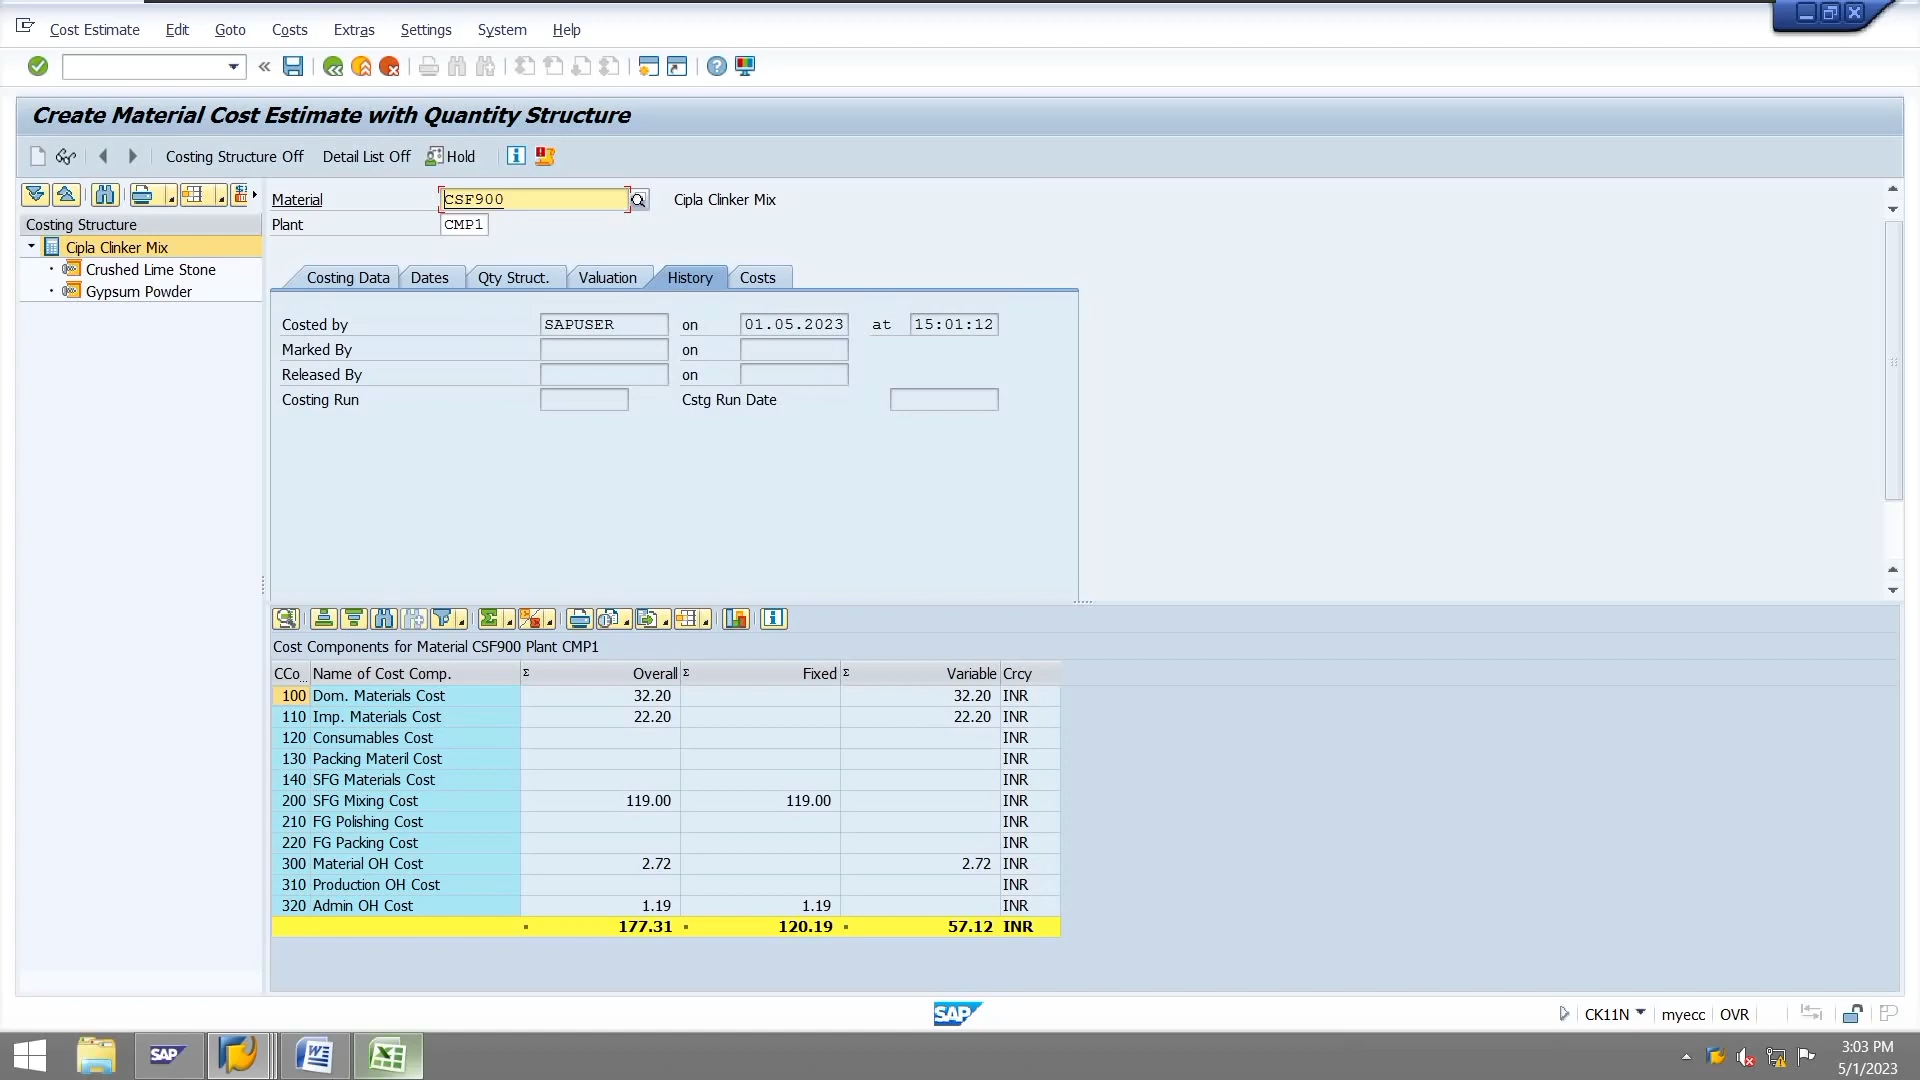 Cost Estimate Edit Goto Costs Extras Settings System Help
Create Material Cost Estimate with Quantity Structure
Costing Structure Off Detail List Off Hold
Material CSF900 Cipla Clinker Mix
Plant CMP1
Costing Structure
Cipla Clinker Mix
Crushed Lime Stone
Gypsum Powder
Costing Data Dates Qty Struct. Valuation History Costs
Costed by SAPUSER on 01.05.2023 at 15:01:12
Marked By on
Released By on
Costing Run Cstg Run Date
Cost Components for Material CSF900 Plant CMP1
CCo... Name of Cost Comp. Σ Overall Σ Fixed Σ Variable Crcy
100 Dom. Materials Cost 32.20 32.20 INR
110 Imp. Materials Cost 22.20 22.20 INR
120 Consumables Cost INR
130 Packing Materil Cost INR
140 SFG Materials Cost INR
200 SFG Mixing Cost 119.00 119.00 INR
210 FG Polishing Cost INR
220 FG Packing Cost INR
300 Material OH Cost 2.72 2.72 INR
310 Production OH Cost INR
320 Admin OH Cost 1.19 1.19 INR
177.31 120.19 57.12 INR
SAP
CK11N myecc OVR
SAP
3:03 PM
5/1/2023